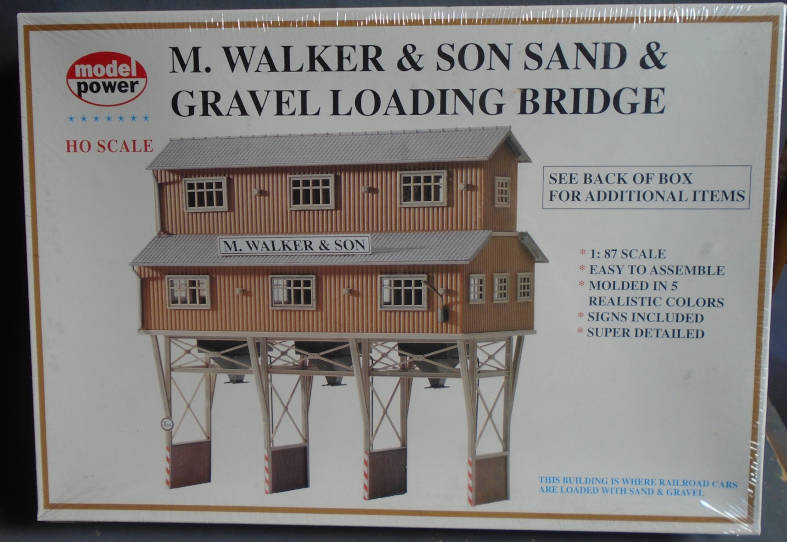 model
power
HO SCALE
M. WALKER & SON SAND &
GRAVEL LOADING BRIDGE
SEE BACK OF BOX
FOR ADDITIONAL ITEMS
M. WALKER & SON
* 1: 87 SCALE
* EASY TO ASSEMBLE
* MOLDED IN 5
REALISTIC COLORS
* SIGNS INCLUDED
* SUPER DETAILED
THIS BUILDING IS WHERE RAILROAD CARS
ARE LOADED WITH SAND & GRAVEL